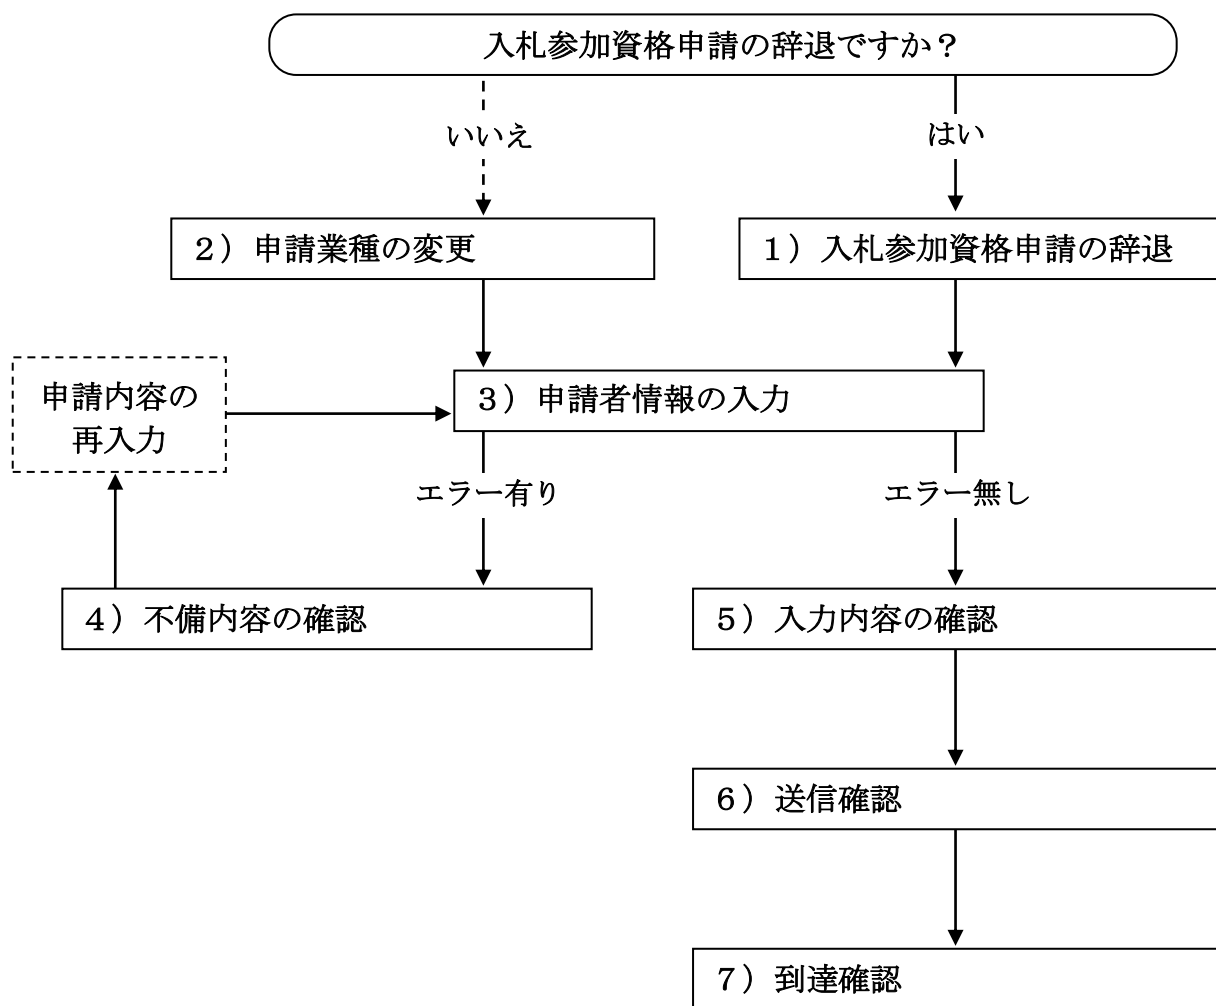 入札参加資格申請の辞退ですか？
いいえ
はい
２）申請業種の変更
１）入札参加資格申請の辞退
申請内容の
再入力
３）申請者情報の入力
エラー有り
エラー無し
４）不備内容の確認
５）入力内容の確認
６）送信確認
７）到達確認